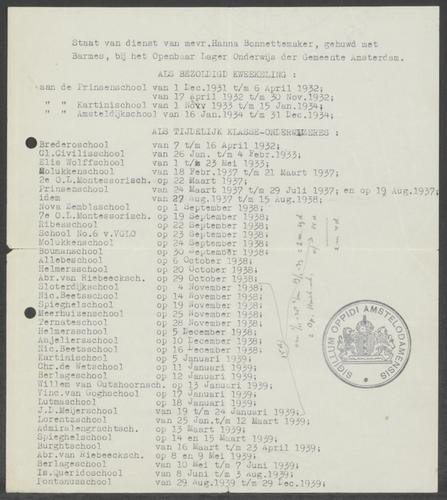 Staat van dienst van mevr.Hanna Bonnettemaker, gehuwd met
Barmes, bij het Openbaar Lager Onderwijs der Gemeente Amsterdam.
ALS BEZOLDIGD KWEEKELING :
aan de Prinsenschool van 1 Dec.1931 t/m 6 April 1932;
van 17 april 1932 t/m 30 Nov.1932;
" " Kartinischool van 1 Nov 1933 t/m 15 Jan.1934;
" " Amsteldijkschool van 16 Jan. 1934 t/m 31 Dec. 1934;
ALS TIJDELIJK KLASSE-ONDERWIJZERES :
Brederoschool van 7 t/m 16 April 1932;
Gl.Civilisschool van 26 Jan. t/m 4 Febr.1933;
Elis Wolffschool van 1 t/m 23 Mei 1933;
Molukkenschool van 18 Febr.1937 t/m 21 Maart 1937;
2e O.L.Montessorisch. op 22 Maart 1937;
Prinsenschool van 24 Maart 1937 t/m 29 Juli 1937; en op 19 Aug.1937;
idem van 27 Aug.1937 t/m 15 Aug.1938;
Nova Zemblaschool op 1 September 1938;
7e O.L.Montessorisch. op 19 September 1938;
Ribesschool op 22 September 1938;
School No.6 v.VGLO op 23 September 1938;
Molukkenschool op 24 September 1938;
Boumanschool op 30 September 1938;
Allebeschool op 6 October 1938;
Helmersschool op 20 October 1938;
Abr.van Riebeecksch. op 29 October 1938;
Sloterdijkschool op 4 November 1938;
Nic.Beetsschool op 14 November 1938;
Spieghelschool op 19 November 1938;
Meerhuizenschool op 25 November 1938;
Ternateschool op 28 November 1938;
Helmersschool op 5 December 1938;
Anjeliersschool op 10 December 1938;
Nic.Beetsschool op 16 December 1938;
Kartinischool op 5 Januari 1939;
Chr.de Wetschool op 11 Januari 1939;
Berlageschool op 12 Januari 1939;
Willem van Outshoornsch. op 13 Januari 1939;
Vinc.van Goghschool op 17 Januari 1939;
Lutmaschool op 18 Januari 1939;
J.D.Meijerschool van 19 t/m 24 Januari 1939;
Lorentzschool van 25 Jan.t/m 12 Maart 1939;
Admiralengrachtsch. op 13 Maart 1939;
Spieghelschool op 14 en 15 Maart 1939;
Burghtschool van 16 Maart t/m 23 April 1939;
Abr.van Riebeecksch. op 8 en 9 Mei 1939;
Berlageschool van 10 Mei t/m 7 Juni 1939;
Is.Queridoschool van 8 Juni t/m 3 Aug.1939;
Fontanusschool van 29 Aug. t/m 29 Dec.1939;
SIGILLUM OPPIDI AMSTELODAMENSIS